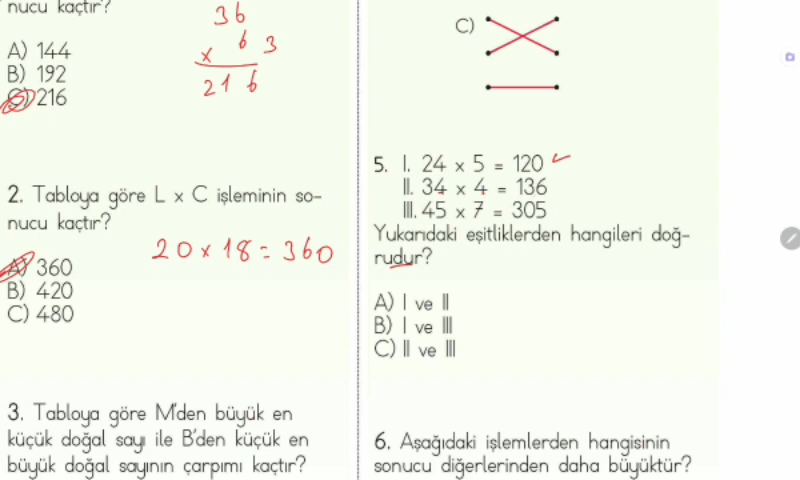 nucu kaçtır?
A) 144
B) 192
C) 216
36
x 6 3
216
2. Tabloya göre L x C işleminin so-
nucu kaçtır?
20 x 18 = 360
A) 360
B) 420
C) 480
3. Tabloya göre M'den büyük en
küçük doğal sayı ile B'den küçük en
büyük doğal sayının çarpımı kaçtır?
C)
5. I. 24 x 5 = 120
II. 34 x 4 = 136
III. 45 x 7 = 305
Yukarıdaki eşitliklerden hangileri doğ-
rudur?
A) I ve II
B) I ve III
C) II ve III
6. Aşağıdaki işlemlerden hangisinin
sonucu diğerlerinden daha büyüktür?